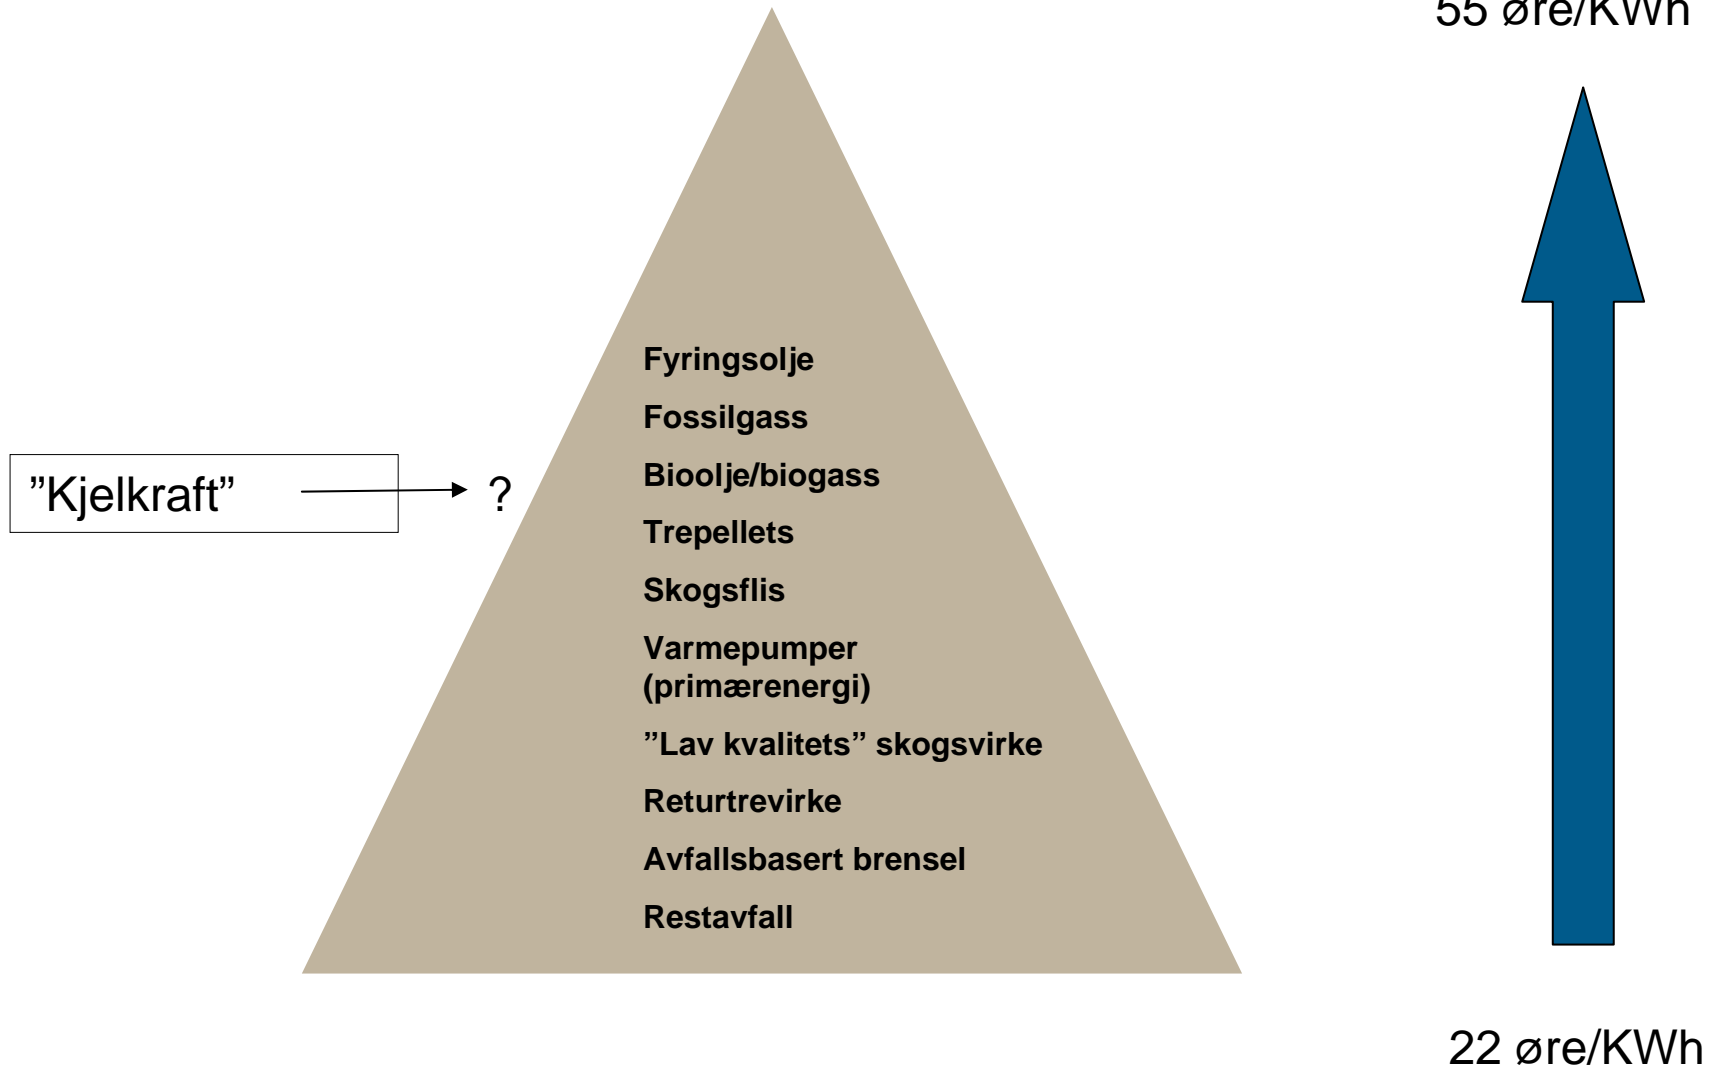 55 øre/KWh
Fyringsolje
Fossilgass
Bioolje/biogass
”Kjelkraft”
?
Trepellets
Skogsflis
Varmepumper
(primærenergi)
”Lav kvalitets” skogsvirke
Returtrevirke
Avfallsbasert brensel
Restavfall
22 øre/KWh